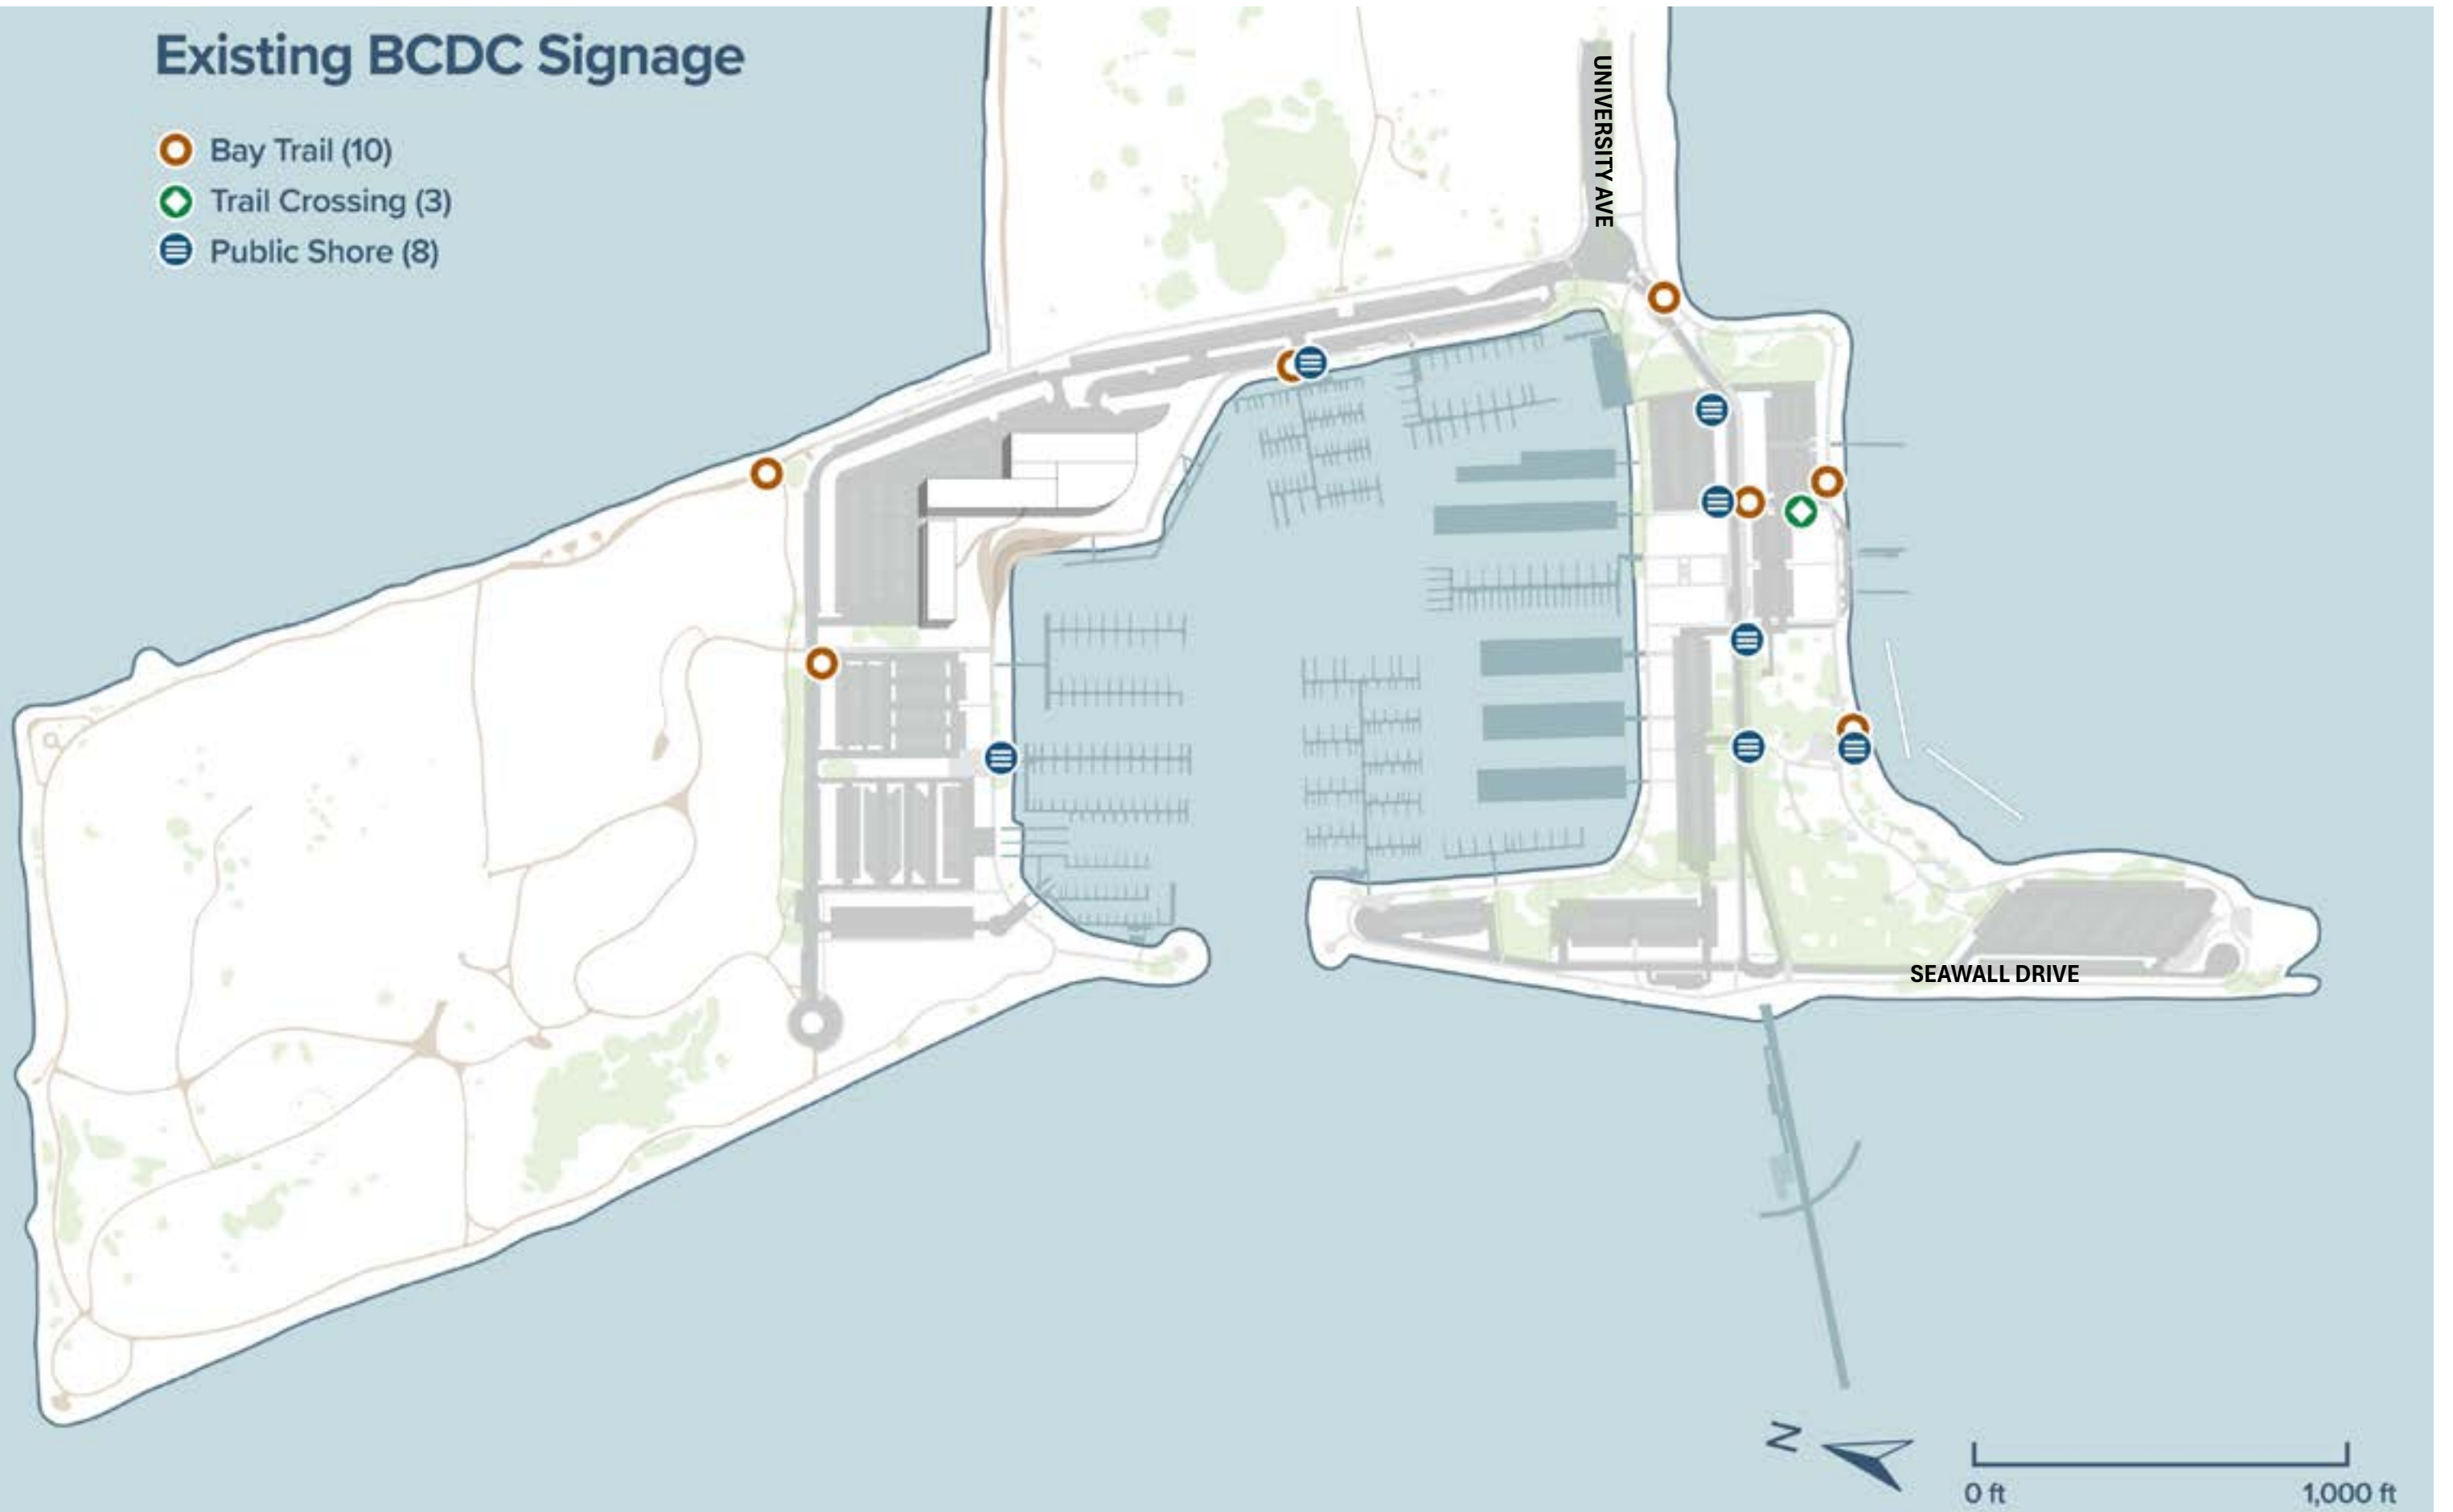 Existing BCDC Signage
Bay Trail (10)
Trail Crossing (3)
Public Shore (8)
UNIVERSITY AVE
SEAWALL DRIVE
N
0 ft
1,000 ft